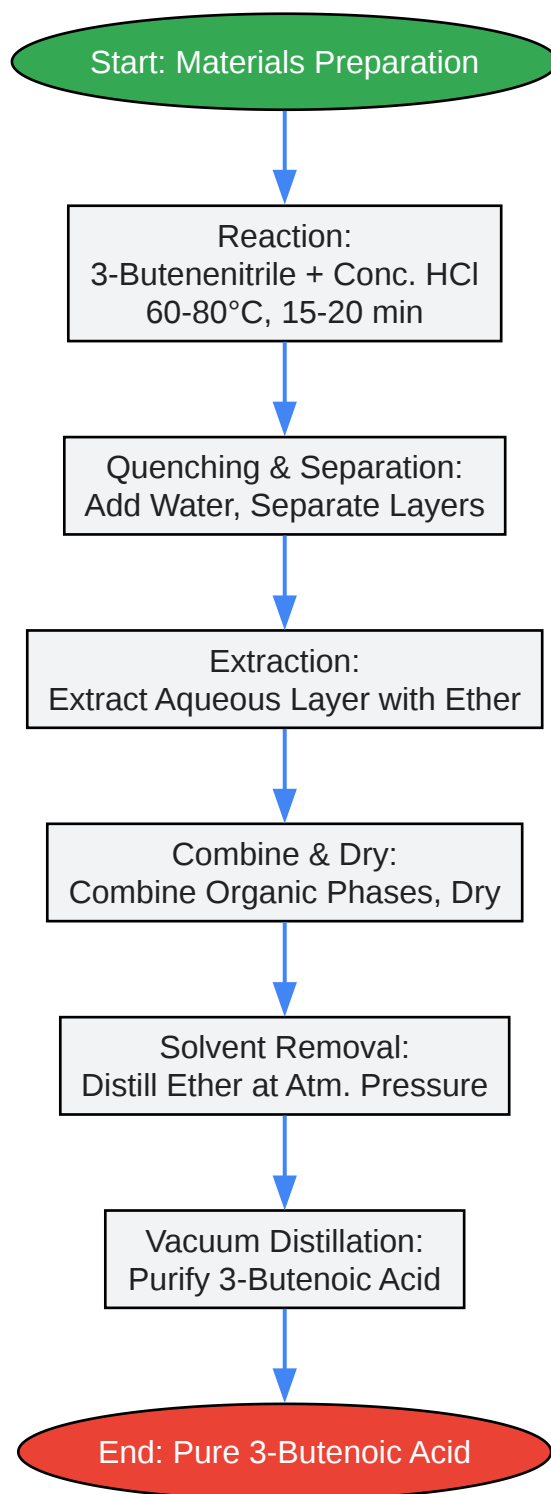 Start: Materials Preparation
Reaction:
3-Butenenitrile + Conc. HCl
60-80°C, 15-20 min
Quenching & Separation:
Add Water, Separate Layers
Extraction:
Extract Aqueous Layer with Ether
Combine & Dry:
Combine Organic Phases, Dry
Solvent Removal:
Distill Ether at Atm. Pressure
Vacuum Distillation:
Purify 3-Butenoic Acid
End: Pure 3-Butenoic Acid